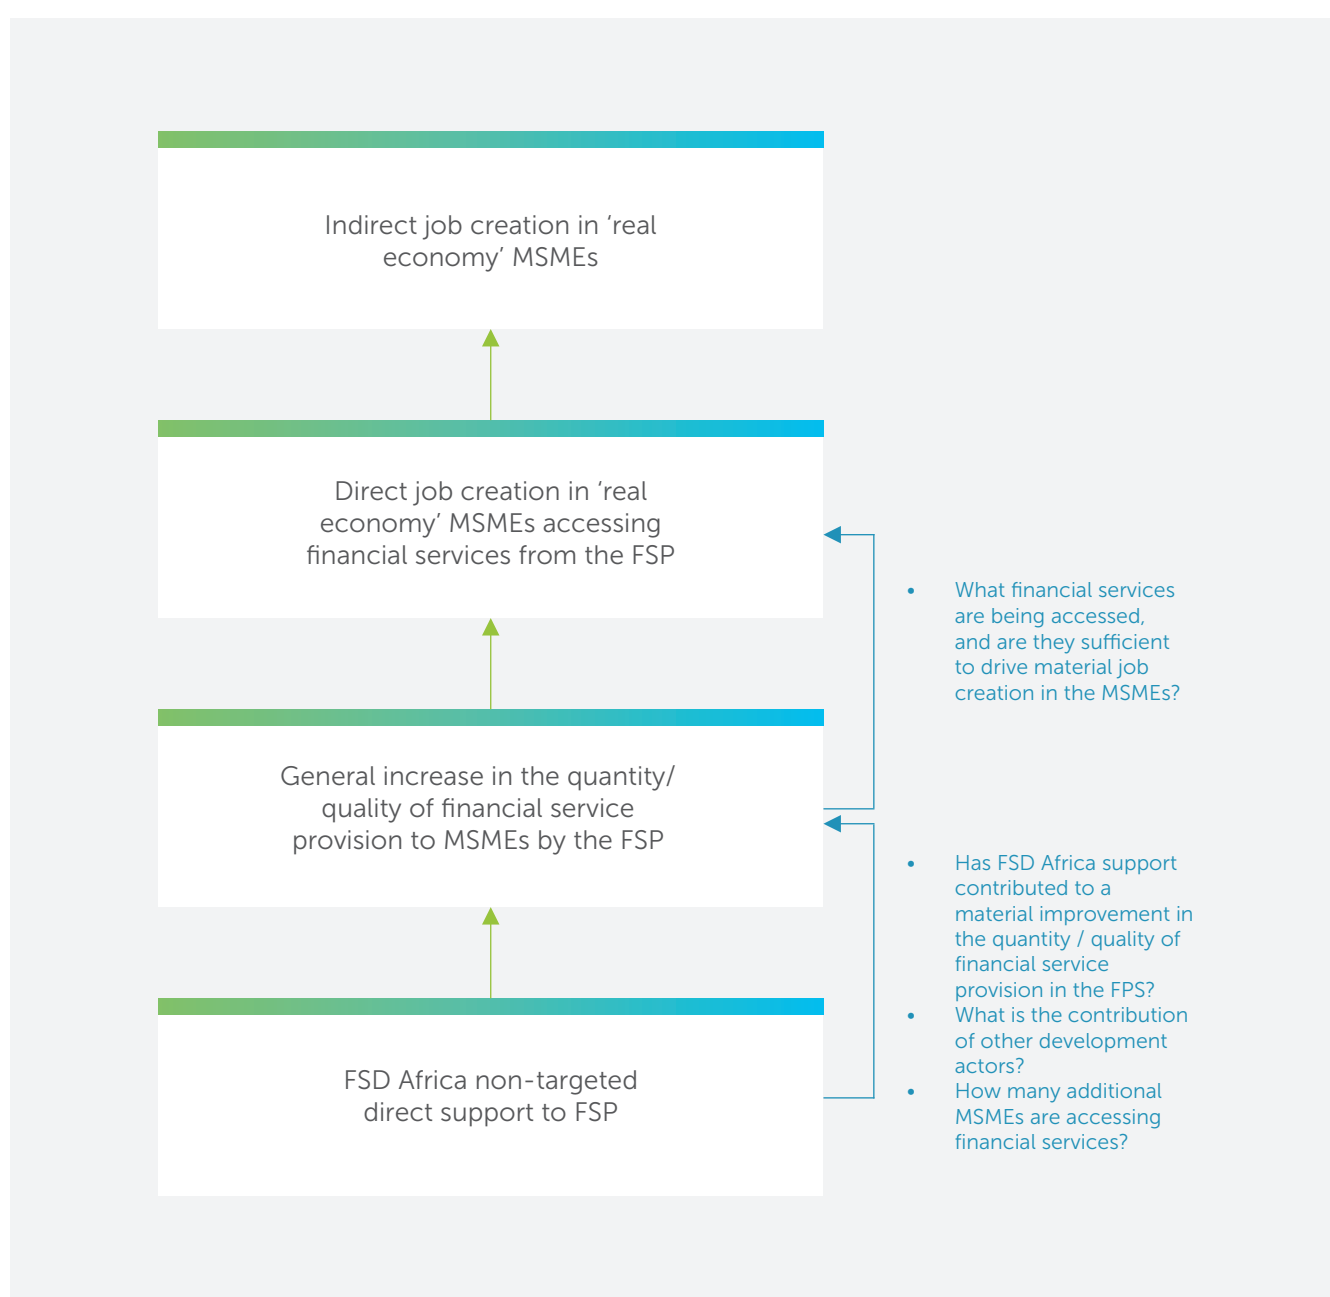 Indirect job creation in ‘real
economy’ MSMEs
Direct job creation in ‘real
economy’ MSMEs accessing
financial services from the FSP
• What financial services
are being accessed,
and are they sufficient
to drive material job
creation in the MSMEs?
General increase in the quantity/
quality of financial service
provision to MSMEs by the FSP
• Has FSD Africa support
contributed to a
material improvement in
the quantity / quality of
financial service
provision in the FPS?
• What is the contribution
of other development
actors?
• How many additional
MSMEs are accessing
financial services?
FSD Africa non-targeted
direct support to FSP